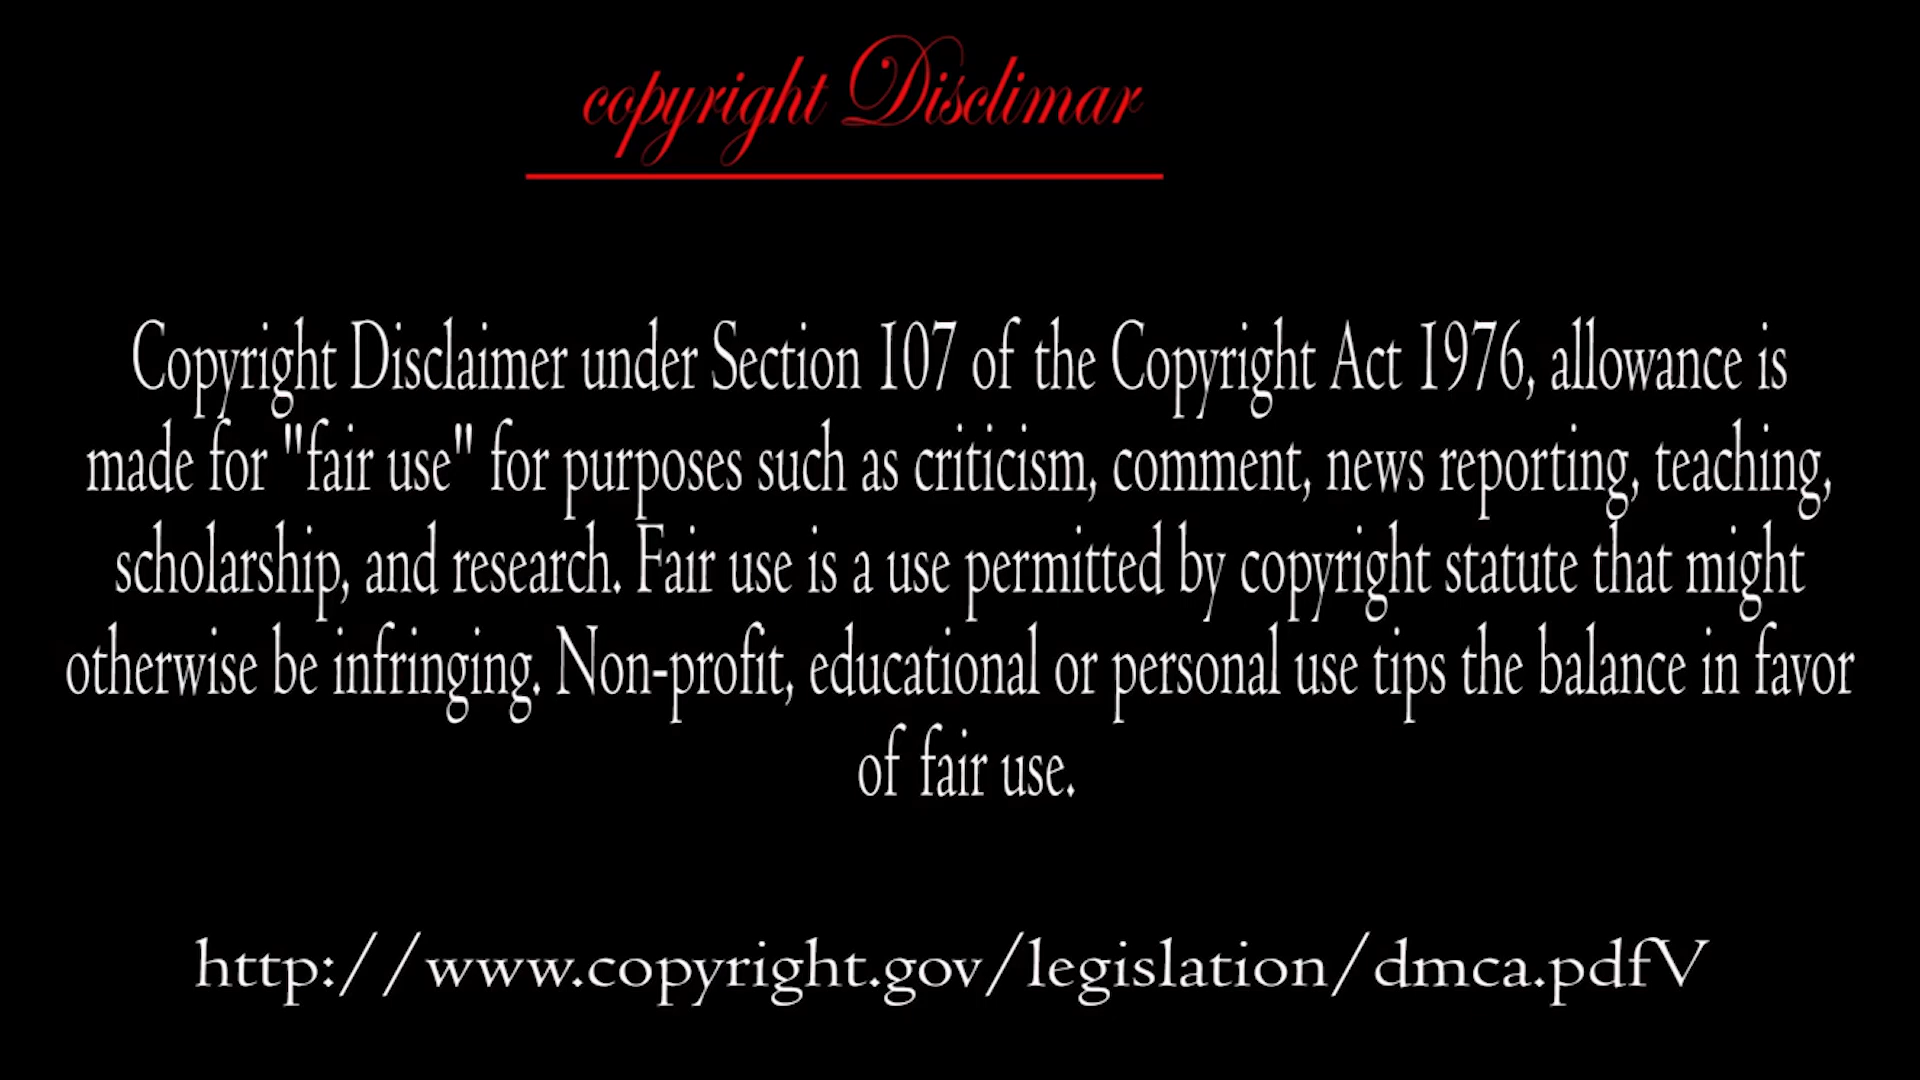 copyright Disclimar
Copyright Disclaimer under Section 107 of the Copyright Act 1976, allowance is
made for "fair use" for purposes such as criticism, comment, news reporting, teaching,
scholarship, and research. Fair use is a use permitted by copyright statute that might
otherwise be infringing. Non-profit, educational or personal use tips the balance in favor
of fair use.
http://www.copyright.gov/legislation/dmca.pdfV